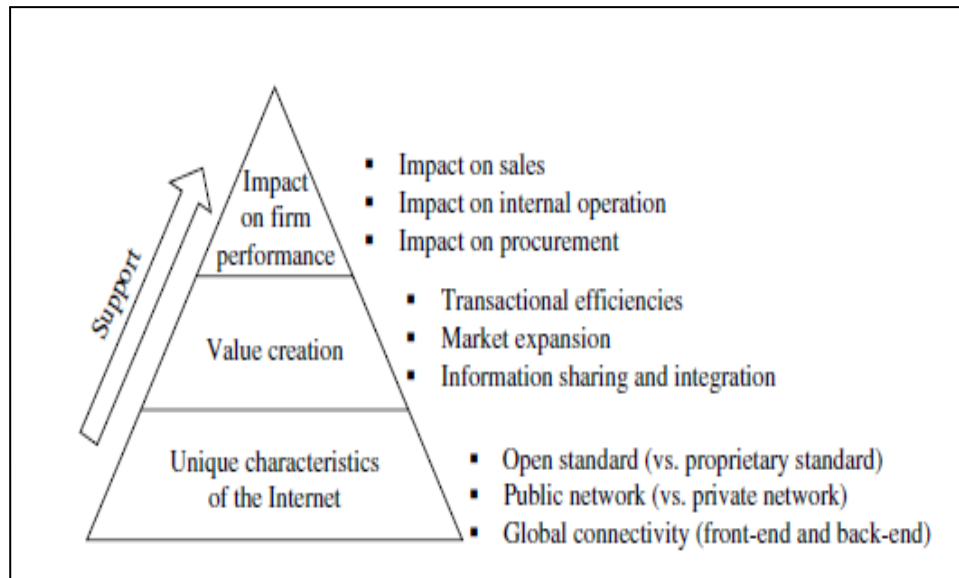 Impact
on firm
performance
▪ Impact on sales
▪ Impact on internal operation
▪ Impact on procurement
Support
Value creation
▪ Transactional efficiencies
▪ Market expansion
▪ Information sharing and integration
Unique characteristics
of the Internet
▪ Open standard (vs. proprietary standard)
▪ Public network (vs. private network)
▪ Global connectivity (front-end and back-end)